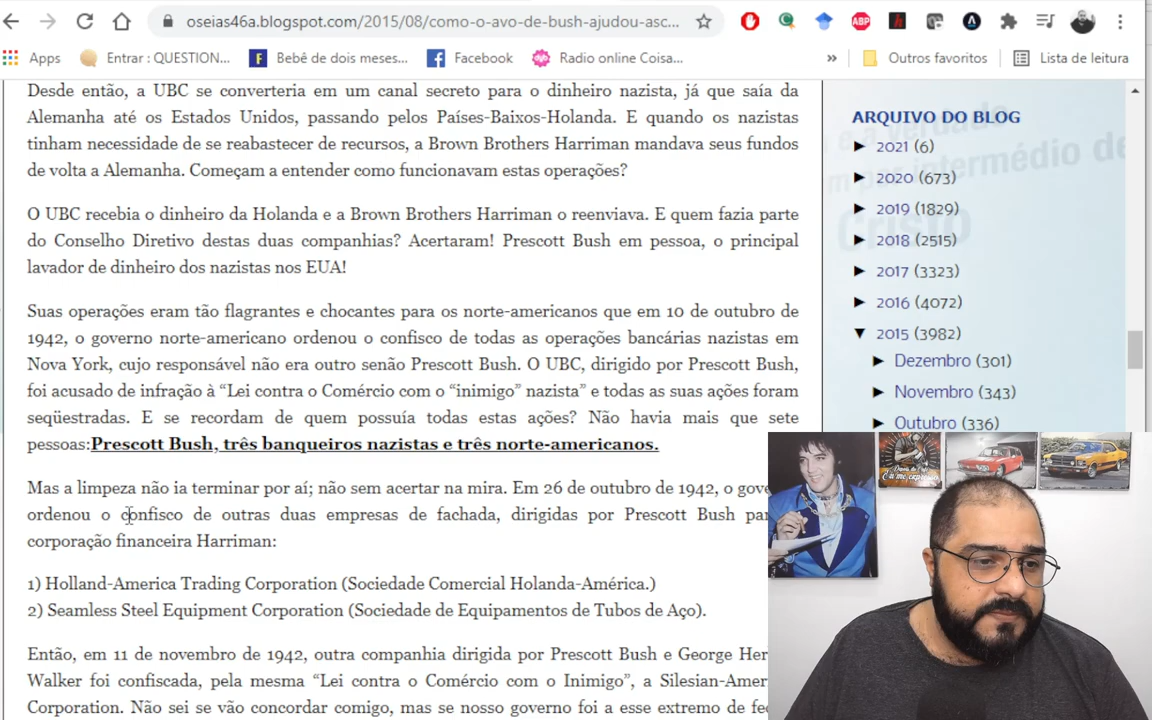 oseias46a.blogspot.com/2015/08/como-o-avo-de-bush-ajudou-asc...
Apps
Entrar : QUESTION...
Bebê de dois meses...
Facebook
Radio online Coisa...
»
Outros favoritos
Lista de leitura
Desde então, a UBC se converteria em um canal secreto para o dinheiro nazista, já que saía da
Alemanha até os Estados Unidos, passando pelos Países-Baixos-Holanda. E quando os nazistas
tinham necessidade de se reabastecer de recursos, a Brown Brothers Harriman mandava seus fundos
de volta a Alemanha. Começam a entender como funcionavam estas operações?
O UBC recebia o dinheiro da Holanda e a Brown Brothers Harriman o reenviava. E quem fazia parte
do Conselho Diretivo destas duas companhias? Acertaram! Prescott Bush em pessoa, o principal
lavador de dinheiro dos nazistas nos EUA!
Suas operações eram tão flagrantes e chocantes para os norte-americanos que em 10 de outubro de
1942, o governo norte-americano ordenou o confisco de todas as operações bancárias nazistas em
Nova York, cujo responsável não era outro senão Prescott Bush. O UBC, dirigido por Prescott Bush,
foi acusado de infração à “Lei contra o Comércio com o “inimigo” nazista” e todas as suas ações foram
seqüestradas. E se recordam de quem possuía todas estas ações? Não havia mais que sete
pessoas:Prescott Bush, três banqueiros nazistas e três norte-americanos.
Mas a limpeza não ia terminar por aí; não sem acertar na mira. Em 26 de outubro de 1942, o gove
ordenou o confisco de outras duas empresas de fachada, dirigidas por Prescott Bush par
corporação financeira Harriman:
1) Holland-America Trading Corporation (Sociedade Comercial Holanda-América.)
2) Seamless Steel Equipment Corporation (Sociedade de Equipamentos de Tubos de Aço).
Então, em 11 de novembro de 1942, outra companhia dirigida por Prescott Bush e George Her
Walker foi confiscada, pela mesma “Lei contra o Comércio com o Inimigo”, a Silesian-Amer
Corporation. Não sei se vão concordar comigo, mas se nosso governo foi a esse extremo de fec
e a verdade
m por intermédio de
Cristo
ARQUIVO DO BLOG
► 2021 (6)
► 2020 (673)
► 2019 (1829)
► 2018 (2515)
► 2017 (3323)
► 2016 (4072)
▼ 2015 (3982)
► Dezembro (301)
► Novembro (343)
Outubro (336)